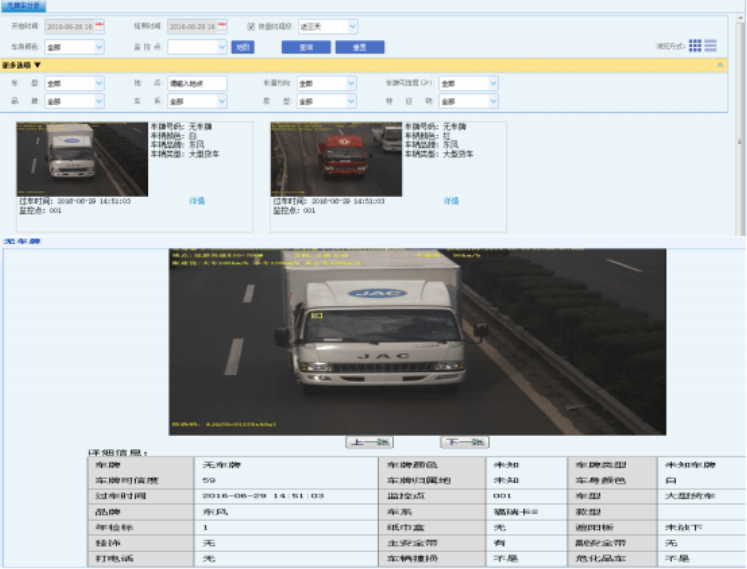 无牌车分析
开始时间: 2016-06-26 16 结束时间: 2016-06-29 16 快置时间段: 近三天
车身颜色: 全部 监控点: 地图 查询 重置 浏览方式:
更多选项 ▼
车 型: 全部 地 点: 请输入地点 车道方向: 全部 车牌可信度(≥): 全部
品 牌: 全部 车 系: 全部 类 型: 全部 特 征 物: 全部
车牌号码: 无车牌
车辆颜色: 白
车辆品牌: 东风
车辆类型: 大型货车
过车时间: 2016-06-29 14:51:03 详情
监控点: 001
车牌号码: 无车牌
车辆颜色: 红
车辆品牌: 东风
车辆类型: 大型货车
过车时间: 2016-06-29 14:51:03 详情
监控点: 001
无车牌
JAC
JAC
上一张 下一张
详细信息:
车牌 无车牌 车牌颜色 未知 车牌类型 未知车牌
车牌可信度 59 车牌归属地 未知 车身颜色 白
过车时间 2016-06-29 14:51:03 监控点 001 车型 大型货车
品牌 东风 车系 福瑞卡S 款型
年检标 1 纸巾盒 无 遮阳板 未放下
挂饰 无 主安全带 有 副安全带 无
打电话 无 车辆撞损 不是 危化品车 不是